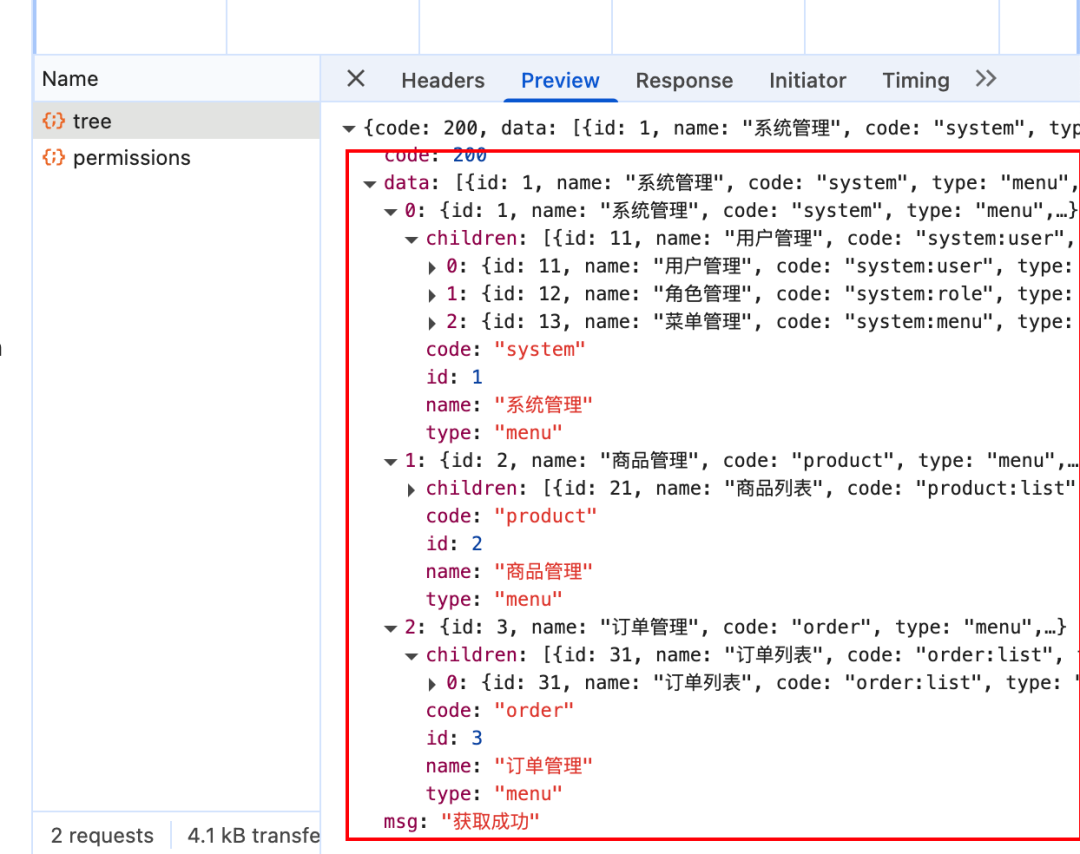 Name
tree
permissions
2 requests
4.1 kB transfe
Headers
Preview
Response
Initiator
Timing
{code: 200, data: [{id: 1, name: "系统管理", code: "system", typ
code: 200
data: [{id: 1, name: "系统管理", code: "system", type: "menu",
0: {id: 1, name: "系统管理", code: "system", type: "menu",…}
children: [{id: 11, name: "用户管理", code: "system:user",
0: {id: 11, name: "用户管理", code: "system:user", type:
1: {id: 12, name: "角色管理", code: "system:role", type:
2: {id: 13, name: "菜单管理", code: "system:menu", type:
code: "system"
id: 1
name: "系统管理"
type: "menu"
1: {id: 2, name: "商品管理", code: "product", type: "menu",…
children: [{id: 21, name: "商品列表", code: "product:list"
code: "product"
id: 2
name: "商品管理"
type: "menu"
2: {id: 3, name: "订单管理", code: "order", type: "menu",…}
children: [{id: 31, name: "订单列表", code: "order:list",
0: {id: 31, name: "订单列表", code: "order:list", type: "
code: "order"
id: 3
name: "订单管理"
type: "menu"
msg: "获取成功"